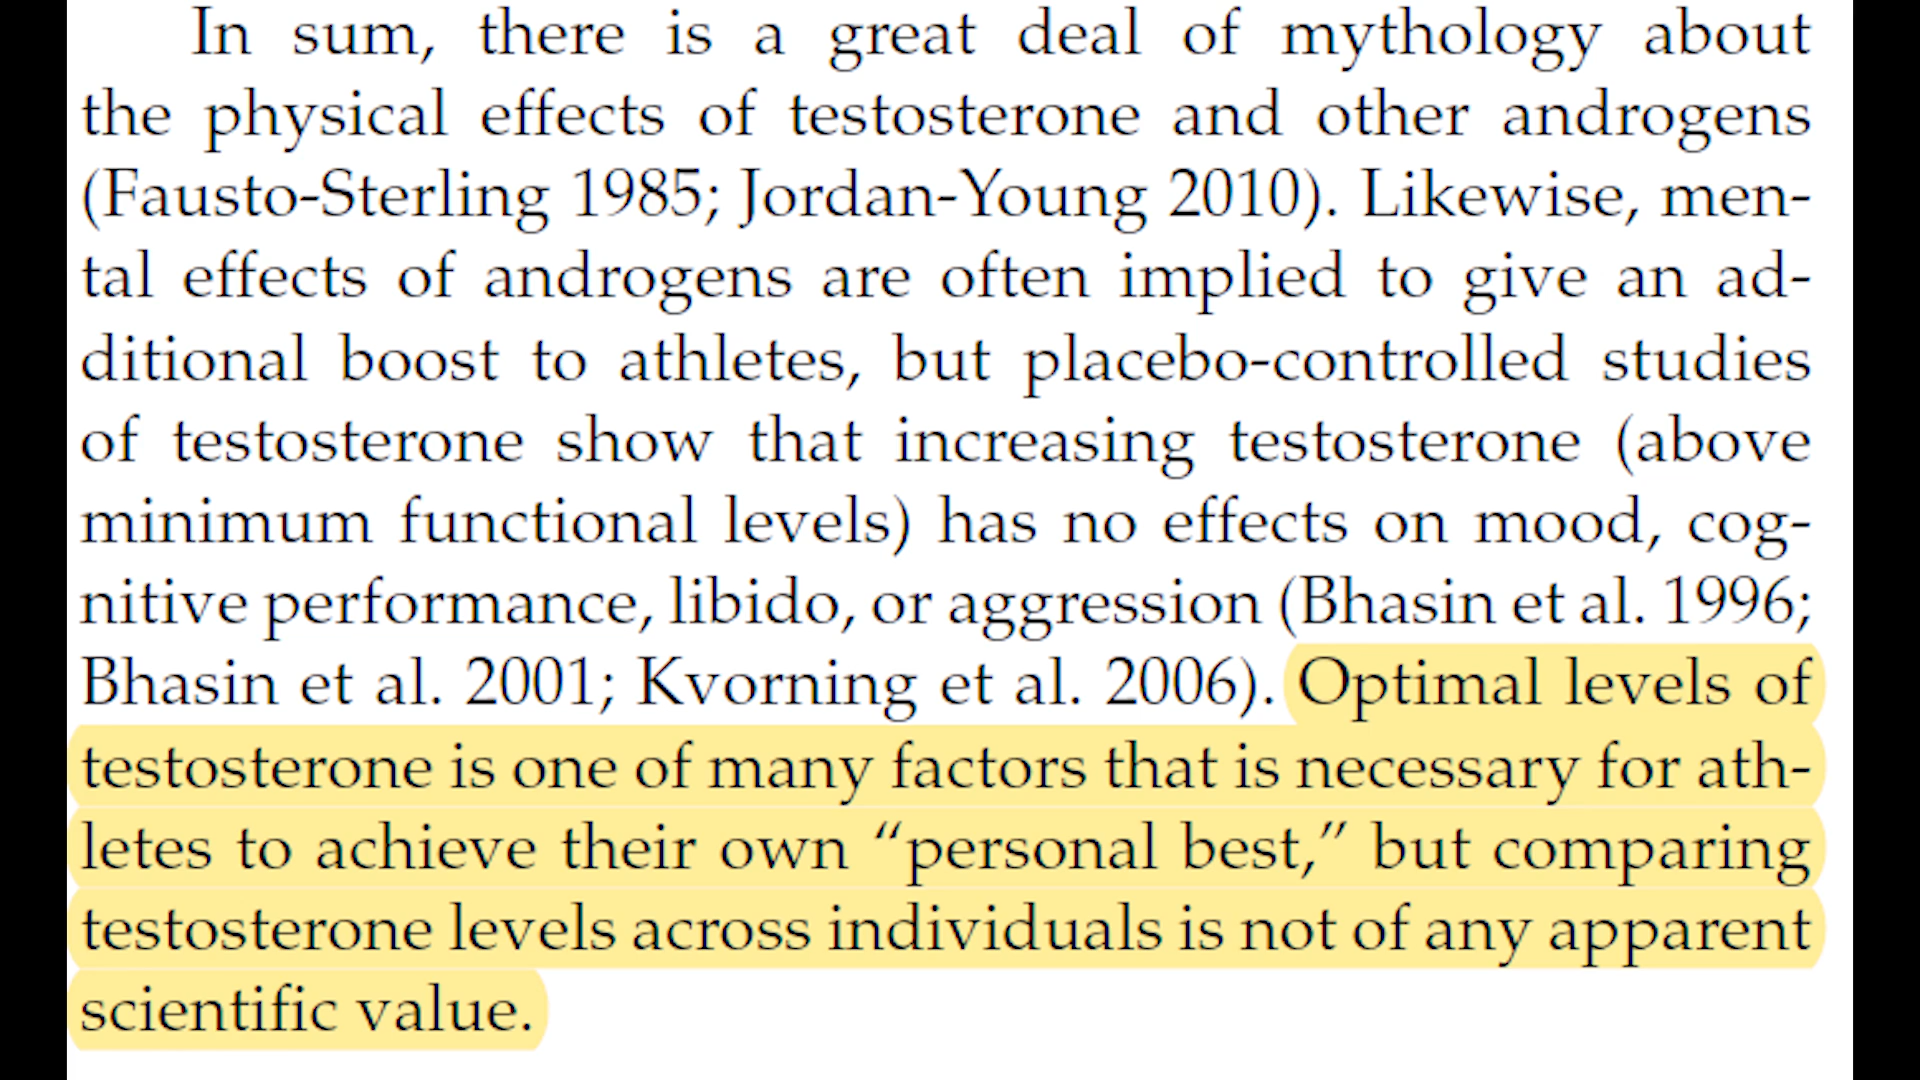 In sum, there is a great deal of mythology about
the physical effects of testosterone and other androgens
(Fausto-Sterling 1985; Jordan-Young 2010). Likewise, men-
tal effects of androgens are often implied to give an ad-
ditional boost to athletes, but placebo-controlled studies
of testosterone show that increasing testosterone (above
minimum functional levels) has no effects on mood, cog-
nitive performance, libido, or aggression (Bhasin et al. 1996;
Bhasin et al. 2001; Kvorning et al. 2006). Optimal levels of
testosterone is one of many factors that is necessary for ath-
letes to achieve their own “personal best,” but comparing
testosterone levels across individuals is not of any apparent
scientific value.